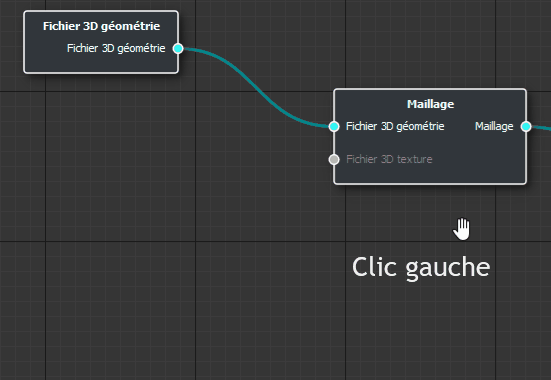 Fichier 3D géométrie
Fichier 3D géométrie
Maillage
Fichier 3D géométrie Maillage
Fichier 3D texture
Clic gauche